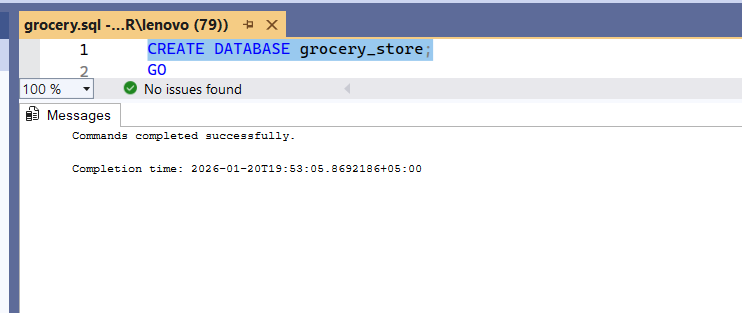 grocery.sql -...R\lenovo (79))
1 CREATE DATABASE grocery_store;
2 GO
100 % No issues found
Messages
Commands completed successfully.
Completion time: 2026-01-20T19:53:05.8692186+05:00